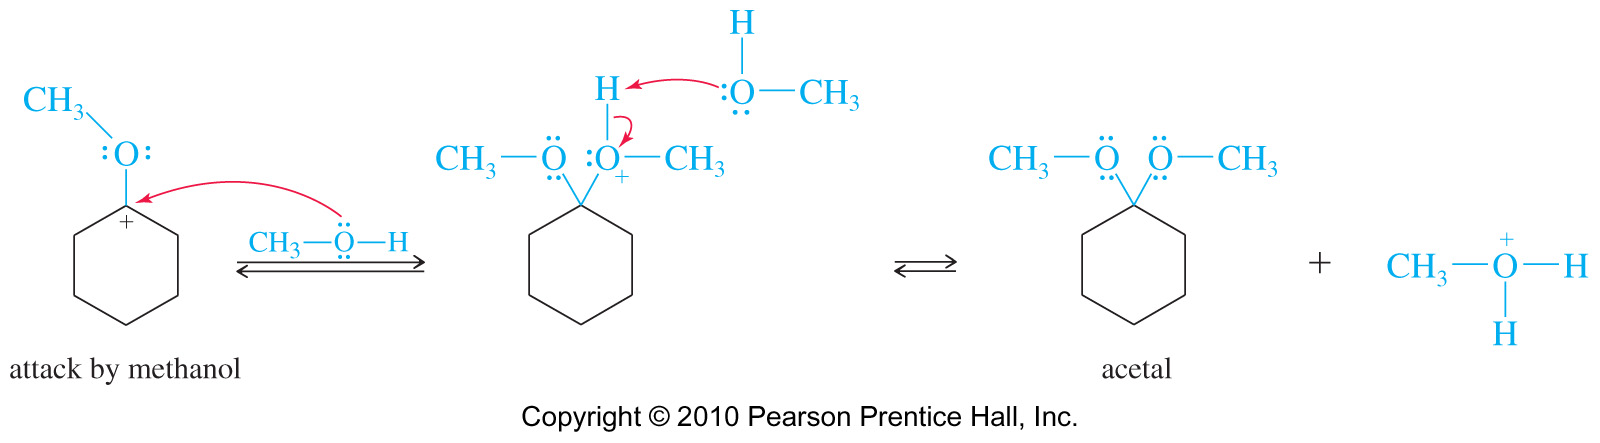 H
H
:O—CH₃
CH₃
:O:
CH₃—O
:O—CH₃
+
CH₃—O
O—CH₃
+
CH₃—O—H
+
CH₃—O—H
+
H
attack by methanol
acetal
Copyright © 2010 Pearson Prentice Hall, Inc.